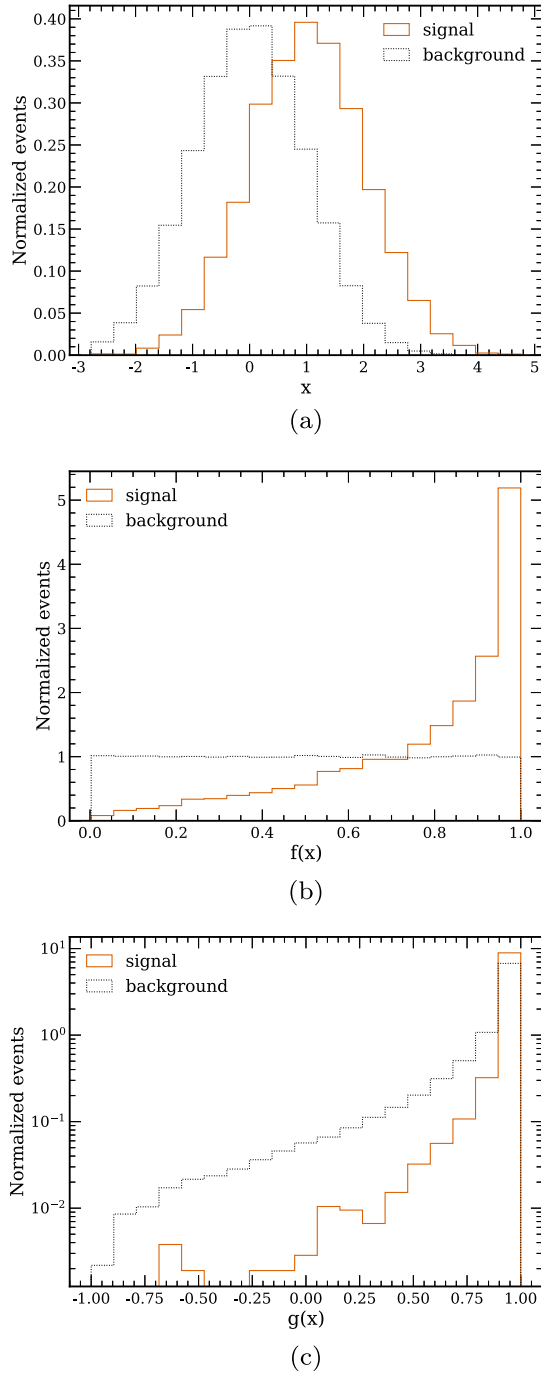 0.40
0.35
0.30
0.25
0.20
0.15
0.10
0.05
0.00
Normalized events
signal
background
-3 -2 -1 0 1 2 3 4 5
x
(a)
5
4
3
2
1
0
Normalized events
signal
background
0.0 0.2 0.4 0.6 0.8 1.0
f(x)
(b)
10^1
10^0
10^-1
10^-2
Normalized events
signal
background
-1.00 -0.75 -0.50 -0.25 0.00 0.25 0.50 0.75 1.00
g(x)
(c)